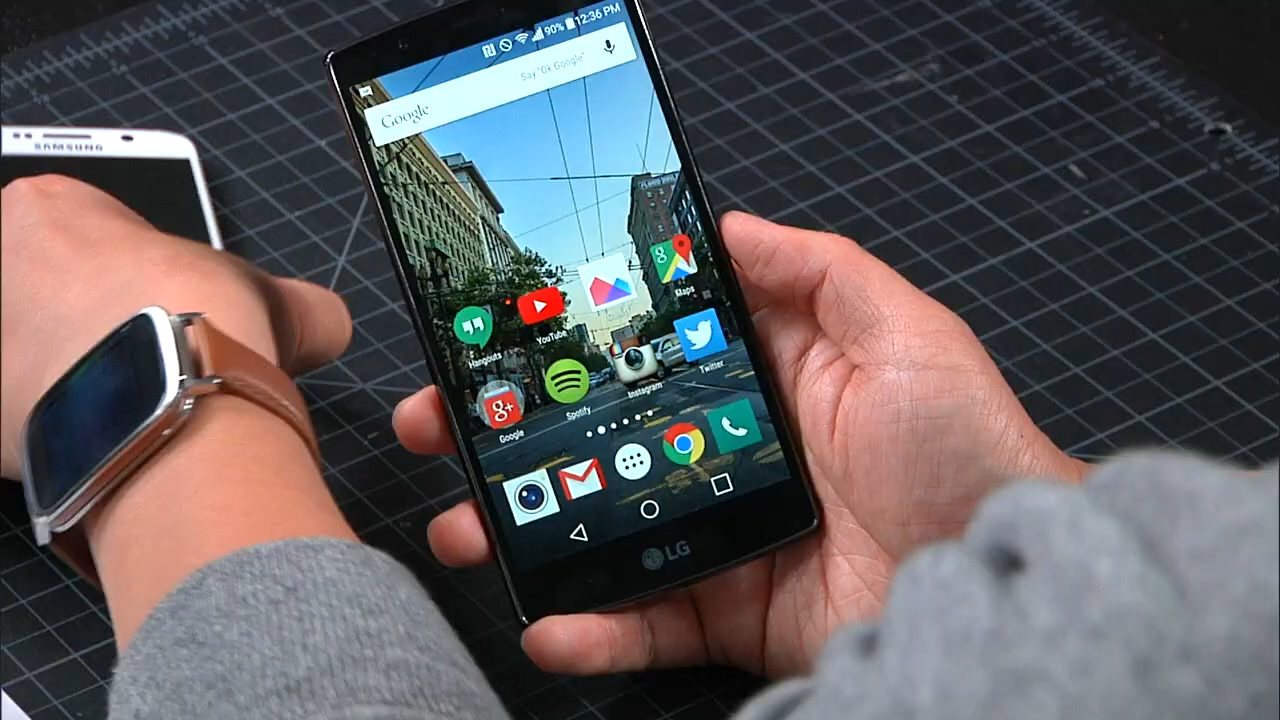 90% 12:36 PM
Google Say "Ok Google"
SAMSUNG
Maps
YouTube
Hangouts
Twitter
Instagram
Spotify
g+
Google
LG